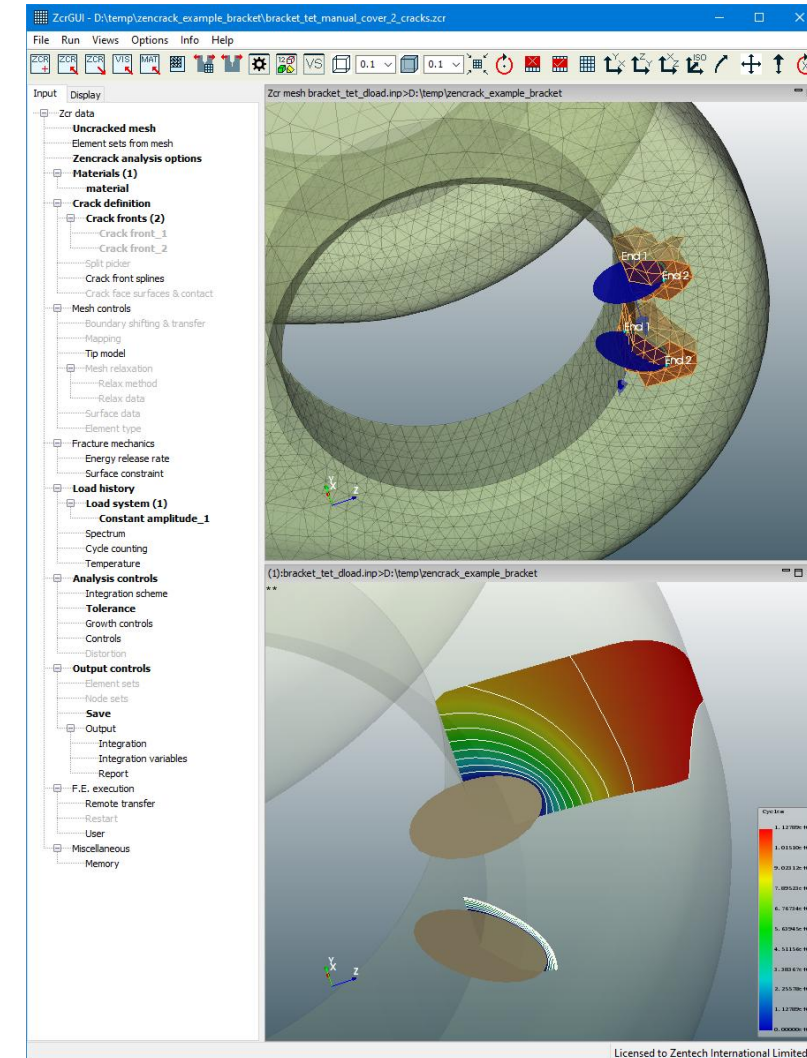 ZcrGUI - D:\temp\zencrack_example_bracket\bracket_tet_manual_cover_2_cracks.zcr
File Run Views Options Info Help
ZCR ZCR ZCR VIS MAT VS 0.1 0.1 ISO
Input Display
Zcr data
Uncracked mesh
Element sets from mesh
Zencrack analysis options
Materials (1)
material
Crack definition
Crack fronts (2)
Crack front_1
Crack front_2
Split picker
Crack front splines
Crack face surfaces & contact
Mesh controls
Boundary shifting & transfer
Mapping
Tip model
Mesh relaxation
Relax method
Relax data
Surface data
Element type
Fracture mechanics
Energy release rate
Surface constraint
Load history
Load system (1)
Constant amplitude_1
Spectrum
Cycle counting
Temperature
Analysis controls
Integration scheme
Tolerance
Growth controls
Controls
Distortion
Output controls
Element sets
Node sets
Save
Output
Integration
Integration variables
Report
F.E. execution
Remote transfer
Restart
User
Miscellaneous
Memory
Zcr mesh bracket_tet_dload.inp>D:\temp\zencrack_example_bracket
End 1
End 2
End 1
End 2
Y
X
Z
(1):bracket_tet_dload.inp>D:\temp\zencrack_example_bracket
**
Cycles
Y
X
Z
Licensed to Zentech International Limited